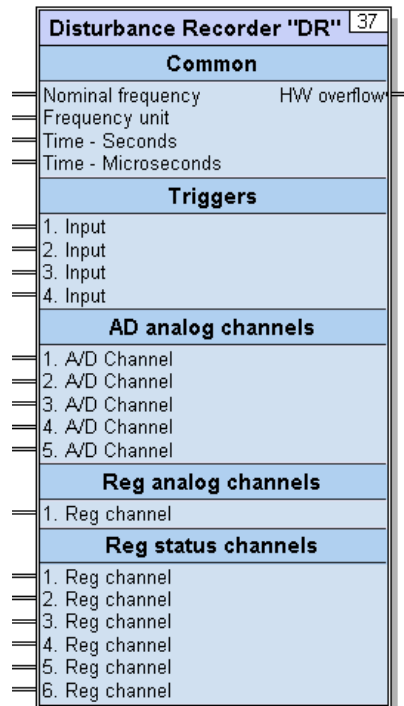 Disturbance Recorder "DR" 37
Common
Nominal frequency HW overflow
Frequency unit
Time - Seconds
Time - Microseconds
Triggers
1. Input
2. Input
3. Input
4. Input
AD analog channels
1. A/D Channel
2. A/D Channel
3. A/D Channel
4. A/D Channel
5. A/D Channel
Reg analog channels
1. Reg channel
Reg status channels
1. Reg channel
2. Reg channel
3. Reg channel
4. Reg channel
5. Reg channel
6. Reg channel